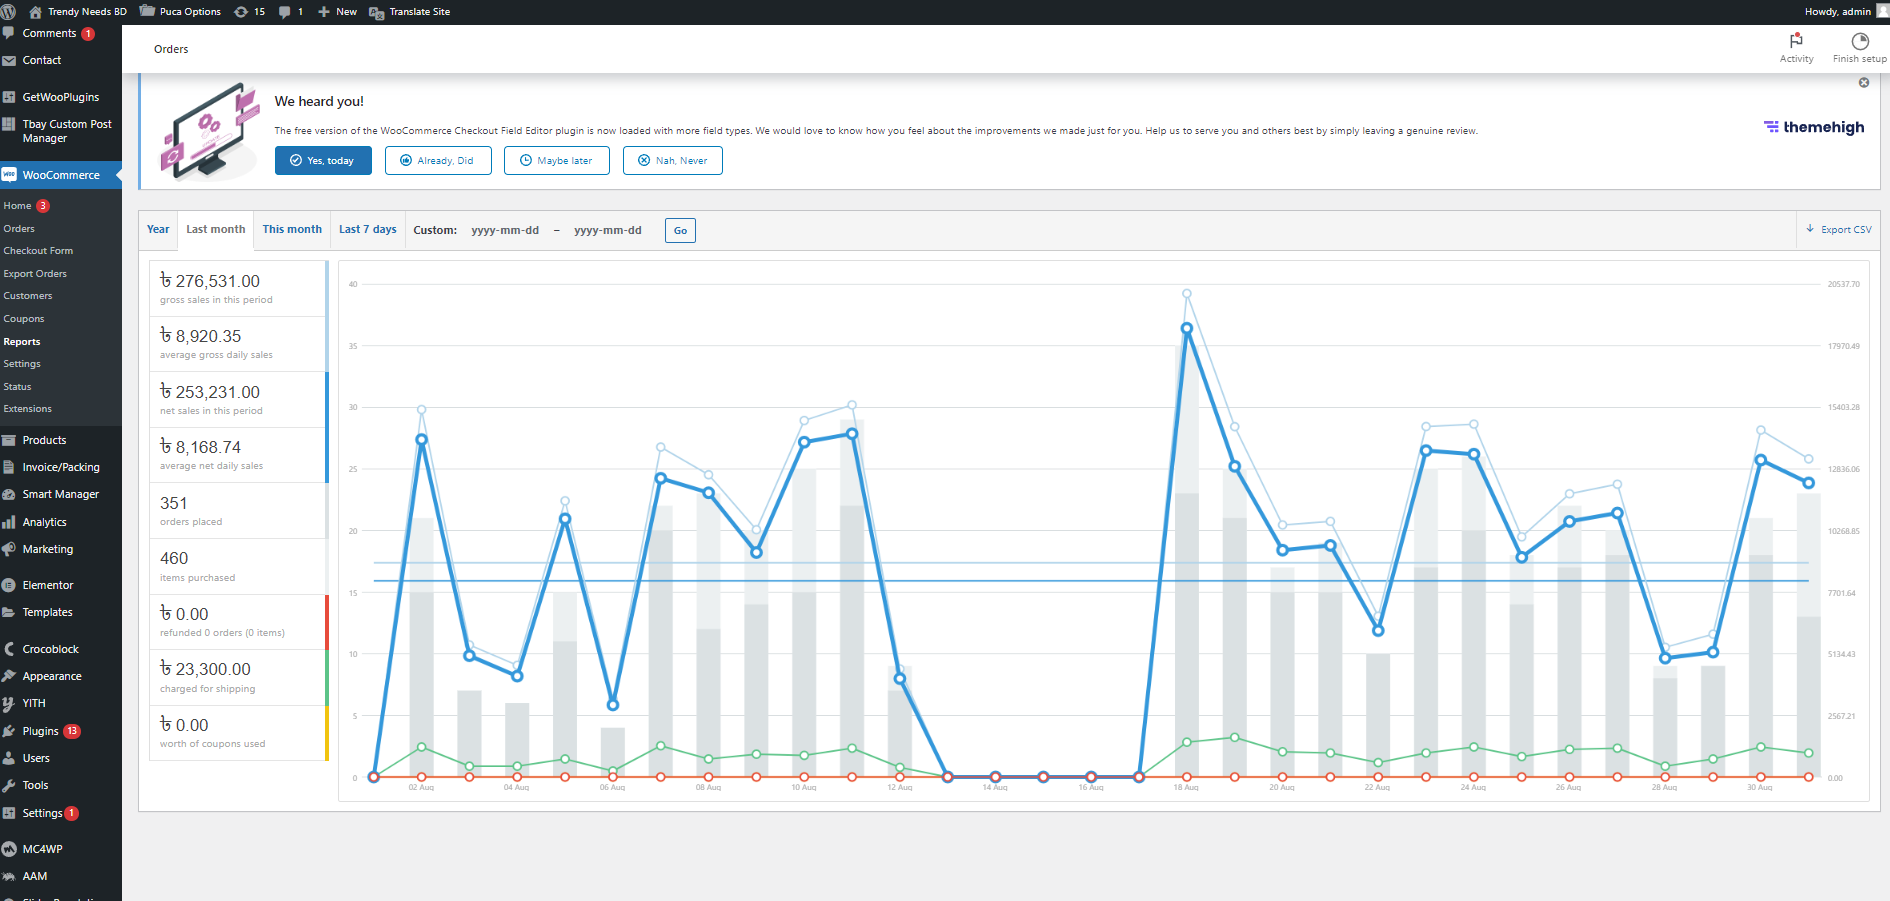 Trendy Needs BD
Puca Options
15
1
New
Translate Site
Howdy, admin
Comments 1
Contact
GetWooPlugins
Tbay Custom Post
Manager
WooCommerce
Home 3
Orders
Checkout Form
Export Orders
Customers
Coupons
Reports
Settings
Status
Extensions
Products
Invoice/Packing
Smart Manager
Analytics
Marketing
Elementor
Templates
Crocoblock
Appearance
YITH
Plugins 13
Users
Tools
Settings 1
MC4WP
AAM
Orders
Activity
Finish setup
We heard you!
The free version of the WooCommerce Checkout Field Editor plugin is now loaded with more field types. We would love to know how you feel about the improvements we made just for you. Help us to serve you and others best by simply leaving a genuine review.
Yes, today
Already, Did
Maybe later
Nah, Never
themehigh
Year
Last month
This month
Last 7 days
Custom:
yyyy-mm-dd
–
yyyy-mm-dd
Go
Export CSV
৳ 276,531.00
gross sales in this period
৳ 8,920.35
average gross daily sales
৳ 253,231.00
net sales in this period
৳ 8,168.74
average net daily sales
351
orders placed
460
items purchased
৳ 0.00
refunded 0 orders (0 items)
৳ 23,300.00
charged for shipping
৳ 0.00
worth of coupons used
40
35
30
25
20
15
10
5
0
20537.70
17970.49
15403.28
12836.06
10268.85
7701.64
5134.43
2567.21
0.00
02 Aug
04 Aug
06 Aug
08 Aug
10 Aug
12 Aug
14 Aug
16 Aug
18 Aug
20 Aug
22 Aug
24 Aug
26 Aug
28 Aug
30 Aug